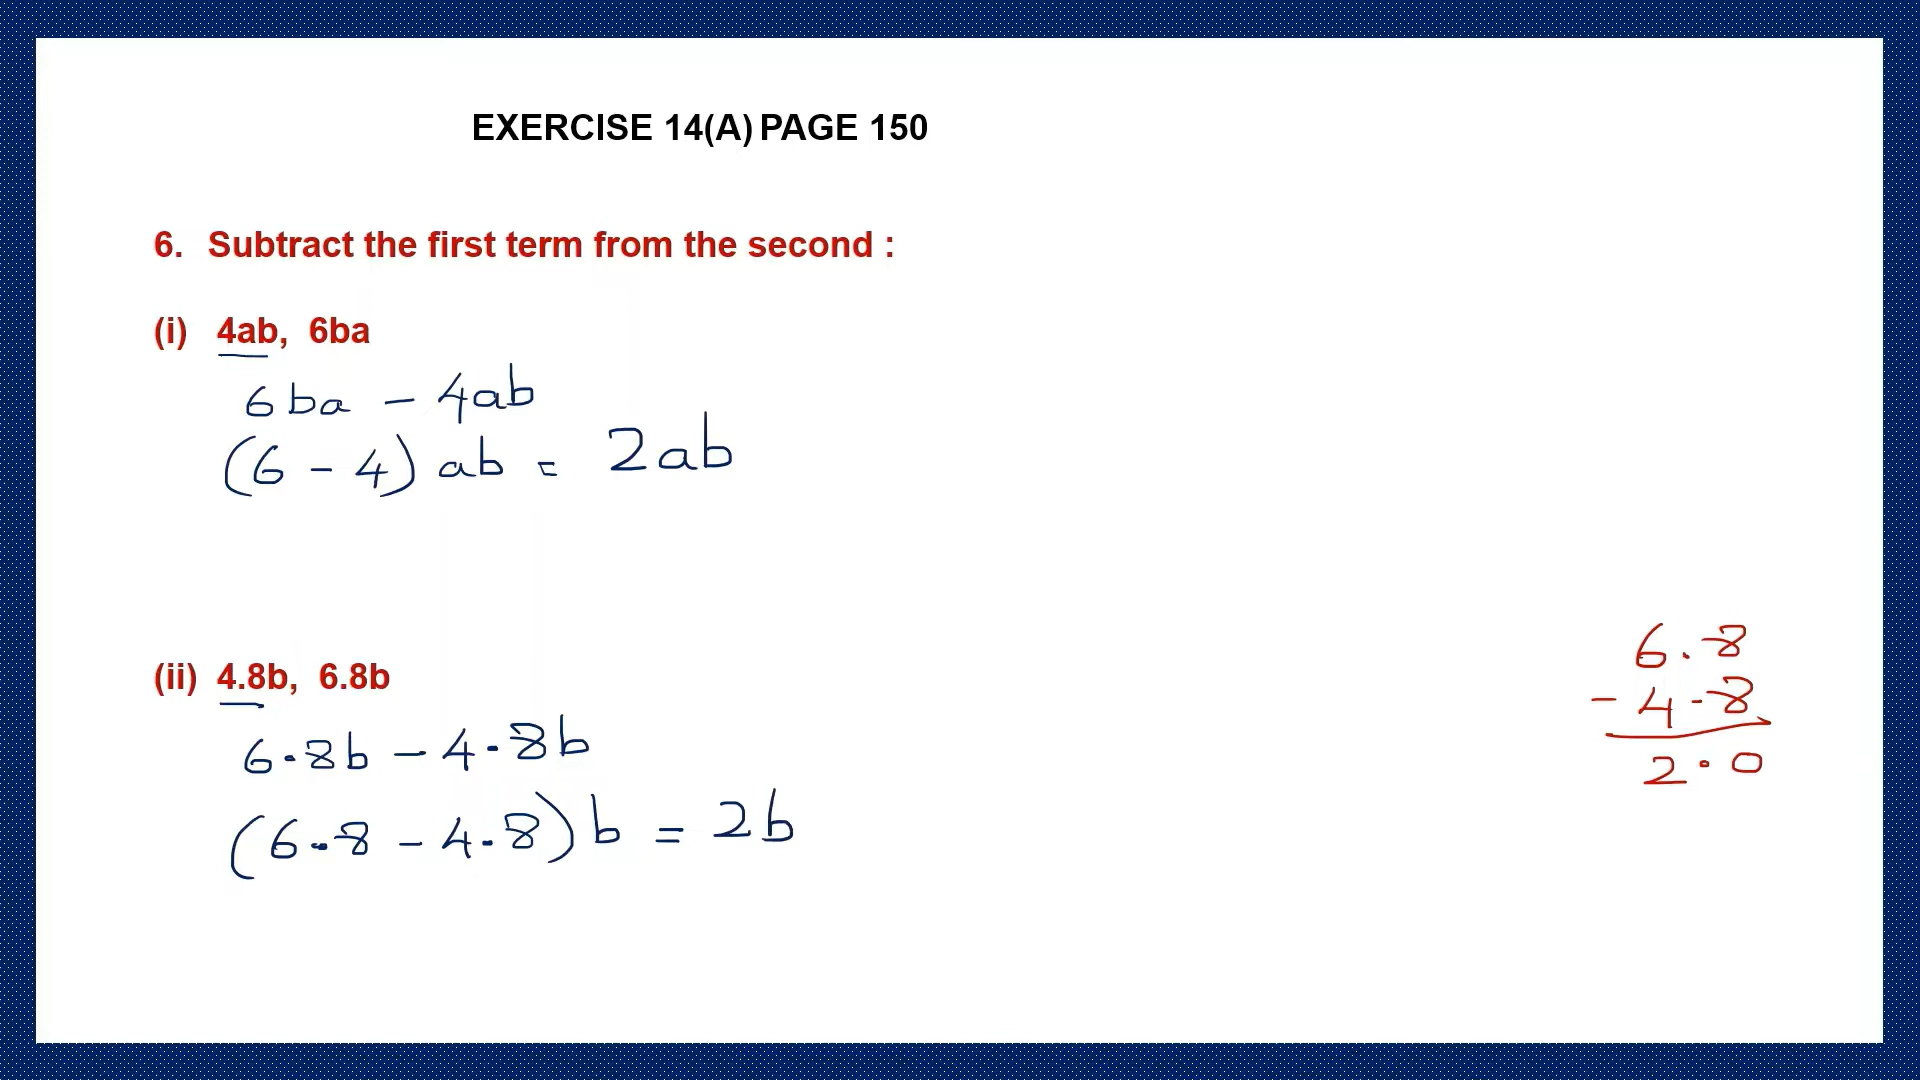 EXERCISE 14(A) PAGE 150
6. Subtract the first term from the second :
(i) 4ab, 6ba
6ba - 4ab
(6 - 4) ab = 2ab
(ii) 4.8b, 6.8b
6.8b - 4.8b
(6.8 - 4.8) b = 2b
6.8
- 4.8
2.0